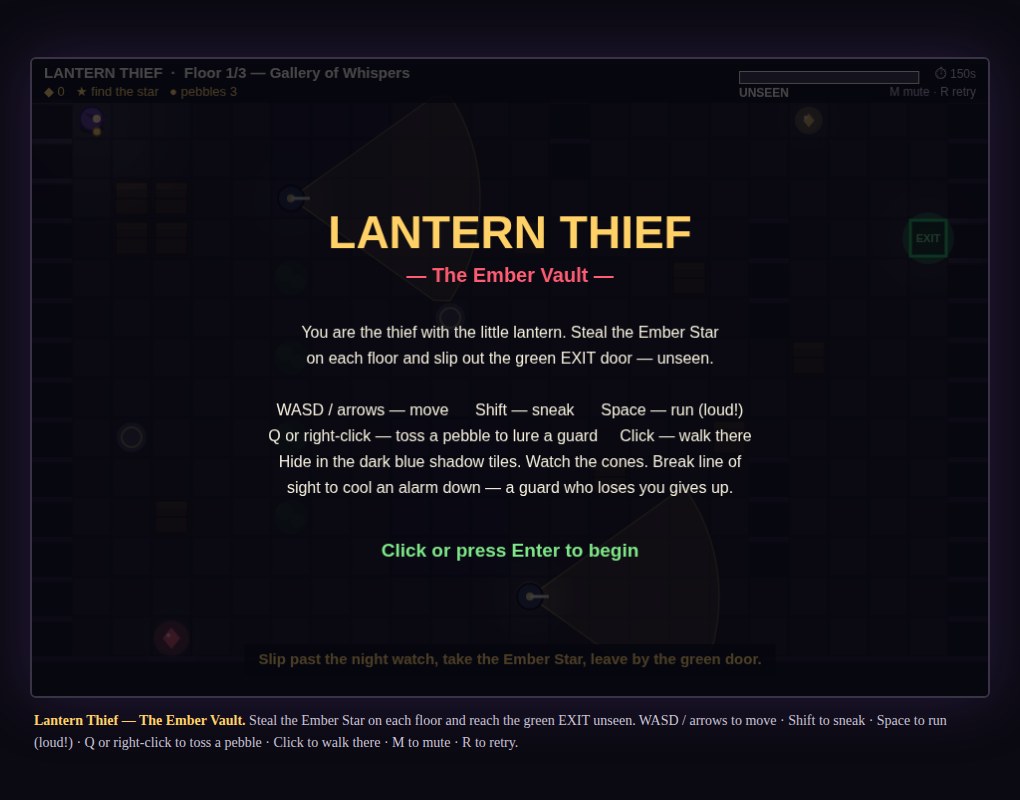 LANTERN THIEF · Floor 1/3 — Gallery of Whispers
◆ 0 ★ find the star ● pebbles 3
⏱ 150s
UNSEEN
M mute · R retry
EXIT
LANTERN THIEF
— The Ember Vault —
You are the thief with the little lantern. Steal the Ember Star
on each floor and slip out the green EXIT door — unseen.
WASD / arrows — move Shift — sneak Space — run (loud!)
Q or right-click — toss a pebble to lure a guard Click — walk there
Hide in the dark blue shadow tiles. Watch the cones. Break line of
sight to cool an alarm down — a guard who loses you gives up.
Click or press Enter to begin
Slip past the night watch, take the Ember Star, leave by the green door.
Lantern Thief — The Ember Vault. Steal the Ember Star on each floor and reach the green EXIT unseen. WASD / arrows to move · Shift to sneak · Space to run
(loud!) · Q or right-click to toss a pebble · Click to walk there · M to mute · R to retry.